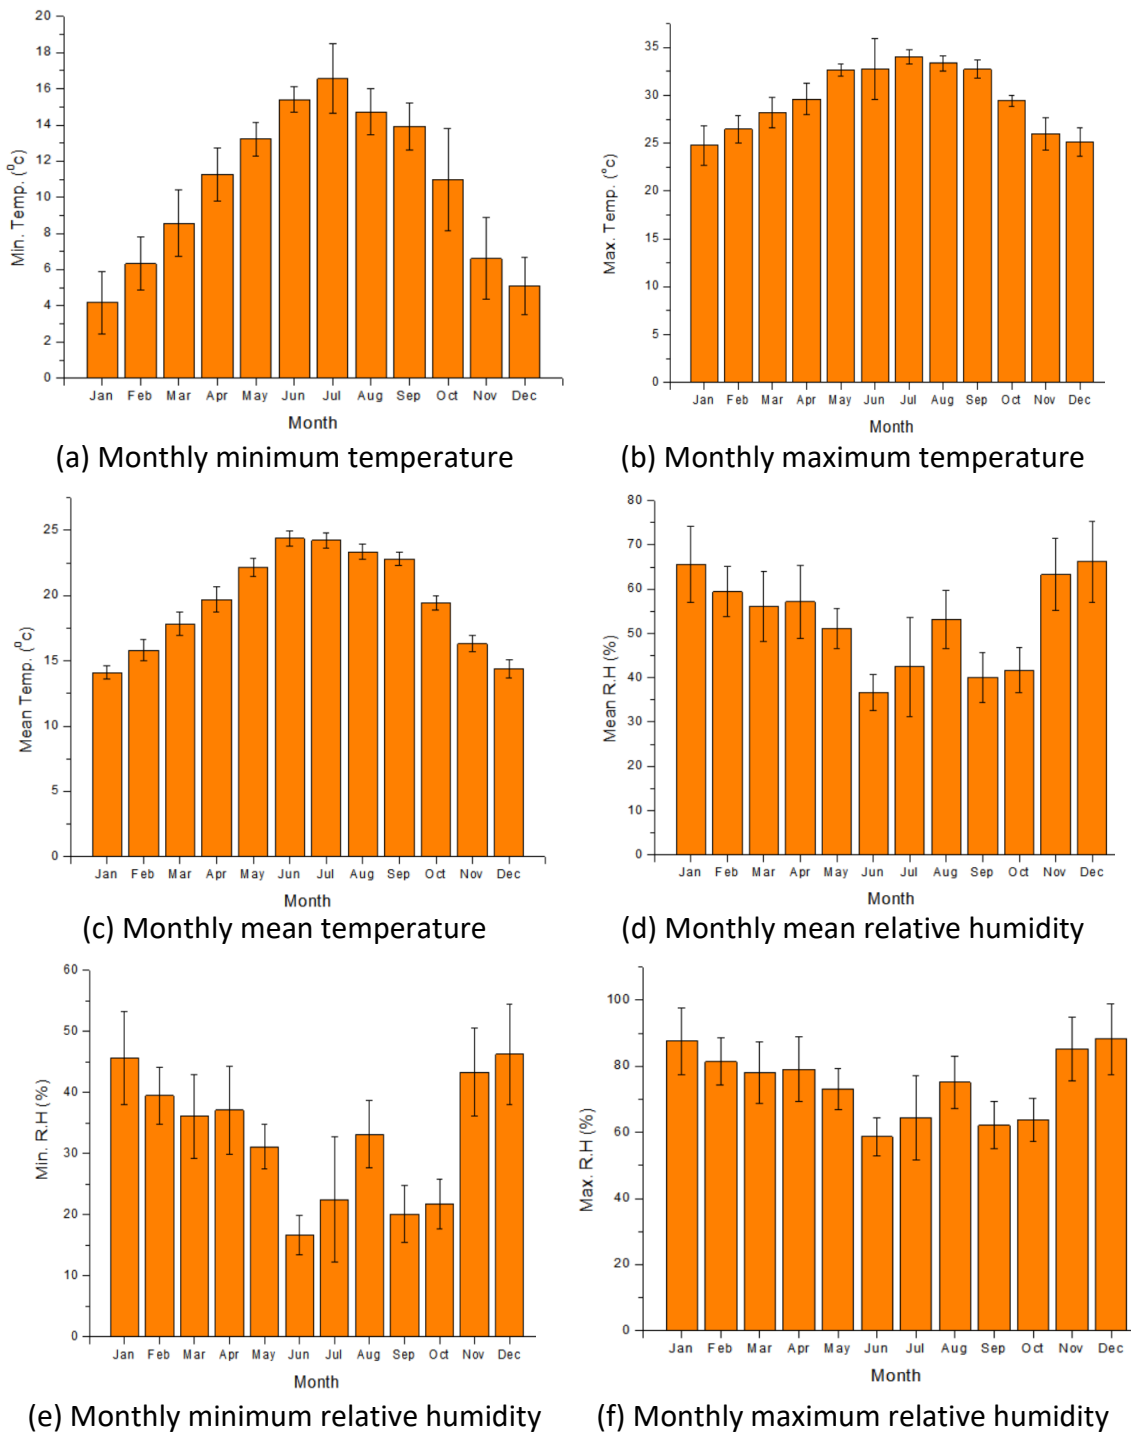 20
18
16
14
12
10
8
6
4
2
0
Min. Temp. (⁰c)
Jan Feb Mar Apr May Jun Jul Aug Sep Oct Nov Dec
Month
(a) Monthly minimum temperature
35
30
25
20
15
10
5
0
Max. Temp. (°c)
Jan Feb Mar Apr May Jun Jul Aug Sep Oct Nov Dec
Month
(b) Monthly maximum temperature
25
20
15
10
5
0
Mean Temp. (⁰c)
Jan Feb Mar Apr May Jun Jul Aug Sep Oct Nov Dec
Month
(c) Monthly mean temperature
80
70
60
50
40
30
20
10
0
Mean R.H (%)
Jan Feb Mar Apr May Jun Jul Aug Sep Oct Nov Dec
Month
(d) Monthly mean relative humidity
60
50
40
30
20
10
0
Min. R.H (%)
Jan Feb Mar Apr May Jun Jul Aug Sep Oct Nov Dec
Month
(e) Monthly minimum relative humidity
100
80
60
40
20
0
Max. R.H (%)
Jan Feb Mar Apr May Jun Jul Aug Sep Oct Nov Dec
Month
(f) Monthly maximum relative humidity